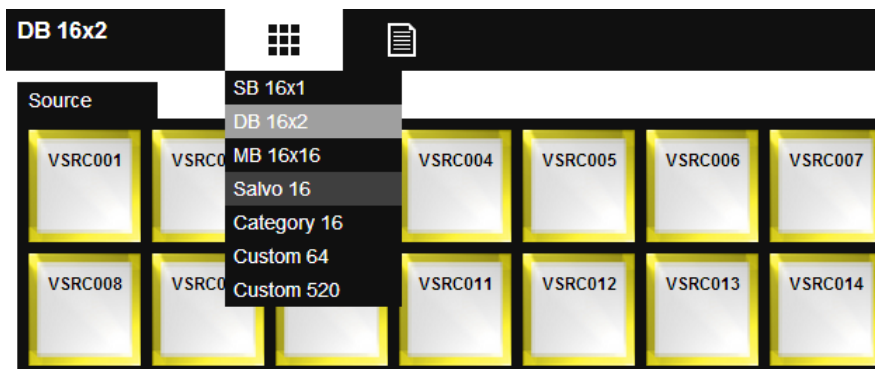 DB 16x2
Source
SB 16x1
DB 16x2
MB 16x16
Salvo 16
Category 16
Custom 64
Custom 520
VSRC001
VSRC004
VSRC005
VSRC006
VSRC007
VSRC008
VSRC011
VSRC012
VSRC013
VSRC014